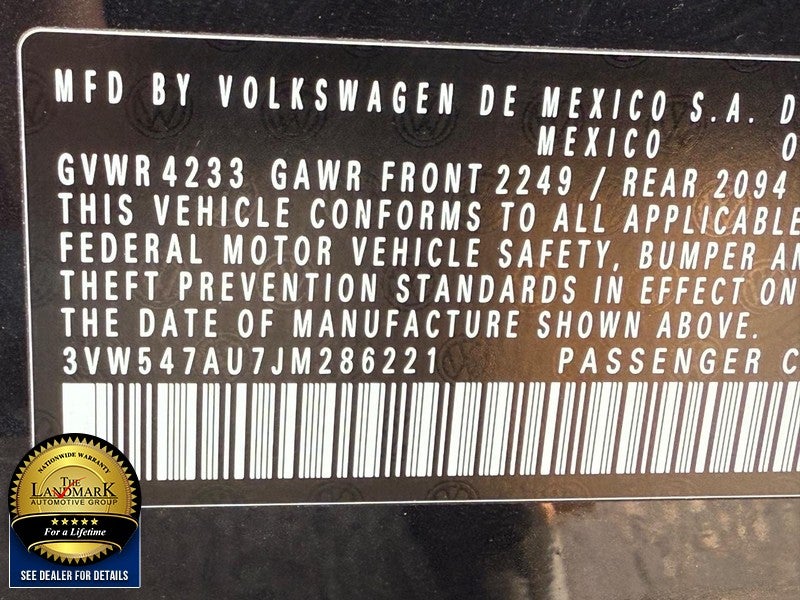 MFD BY VOLKSWAGEN DE MEXICO S.A. D
MEXICO O
GVWR 4233 GAWR FRONT 2249 / REAR 2094
THIS VEHICLE CONFORMS TO ALL APPLICABLE
FEDERAL MOTOR VEHICLE SAFETY, BUMPER AN
THEFT PREVENTION STANDARDS IN EFFECT ON
THE DATE OF MANUFACTURE SHOWN ABOVE.
3VW547AU7JM286221 PASSENGER C
NATIONWIDE WARRANTY
THE
LANDMARK
AUTOMOTIVE GROUP
For a Lifetime
SEE DEALER FOR DETAILS